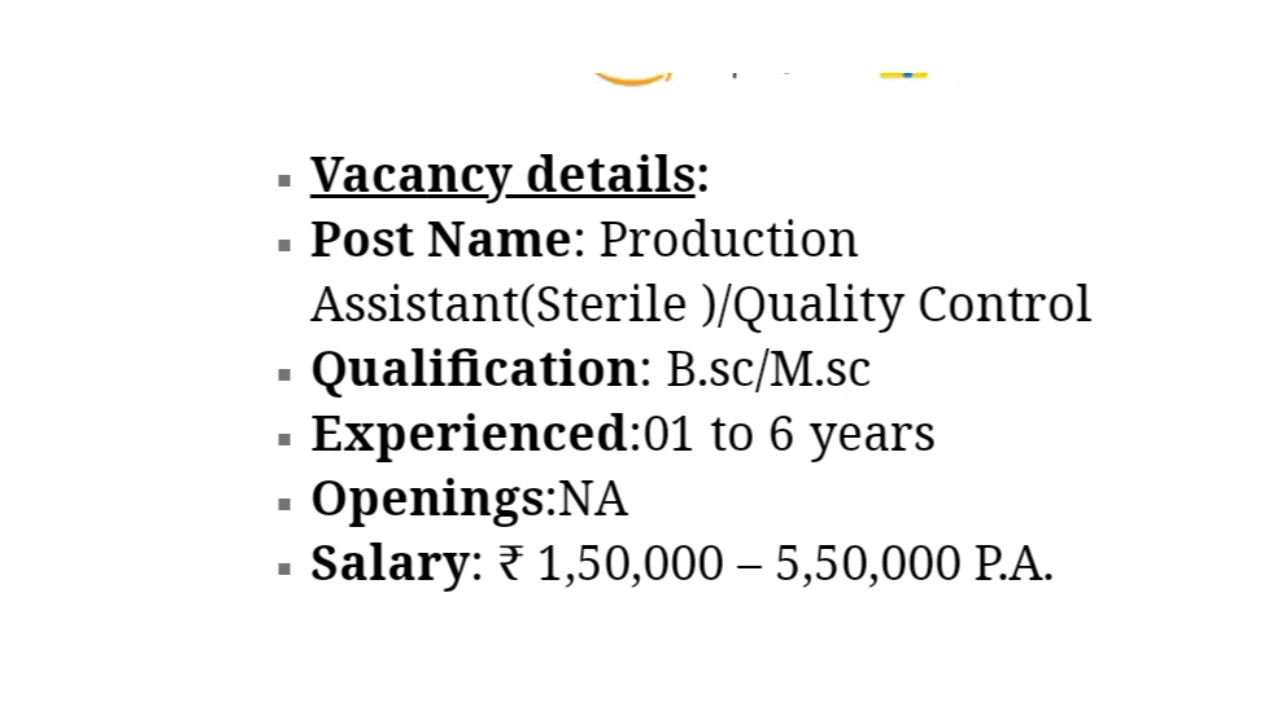 Vacancy details:
Post Name: Production
Assistant(Sterile )/Quality Control
Qualification: B.sc/M.sc
Experienced:01 to 6 years
Openings:NA
Salary: ₹ 1,50,000 – 5,50,000 P.A.